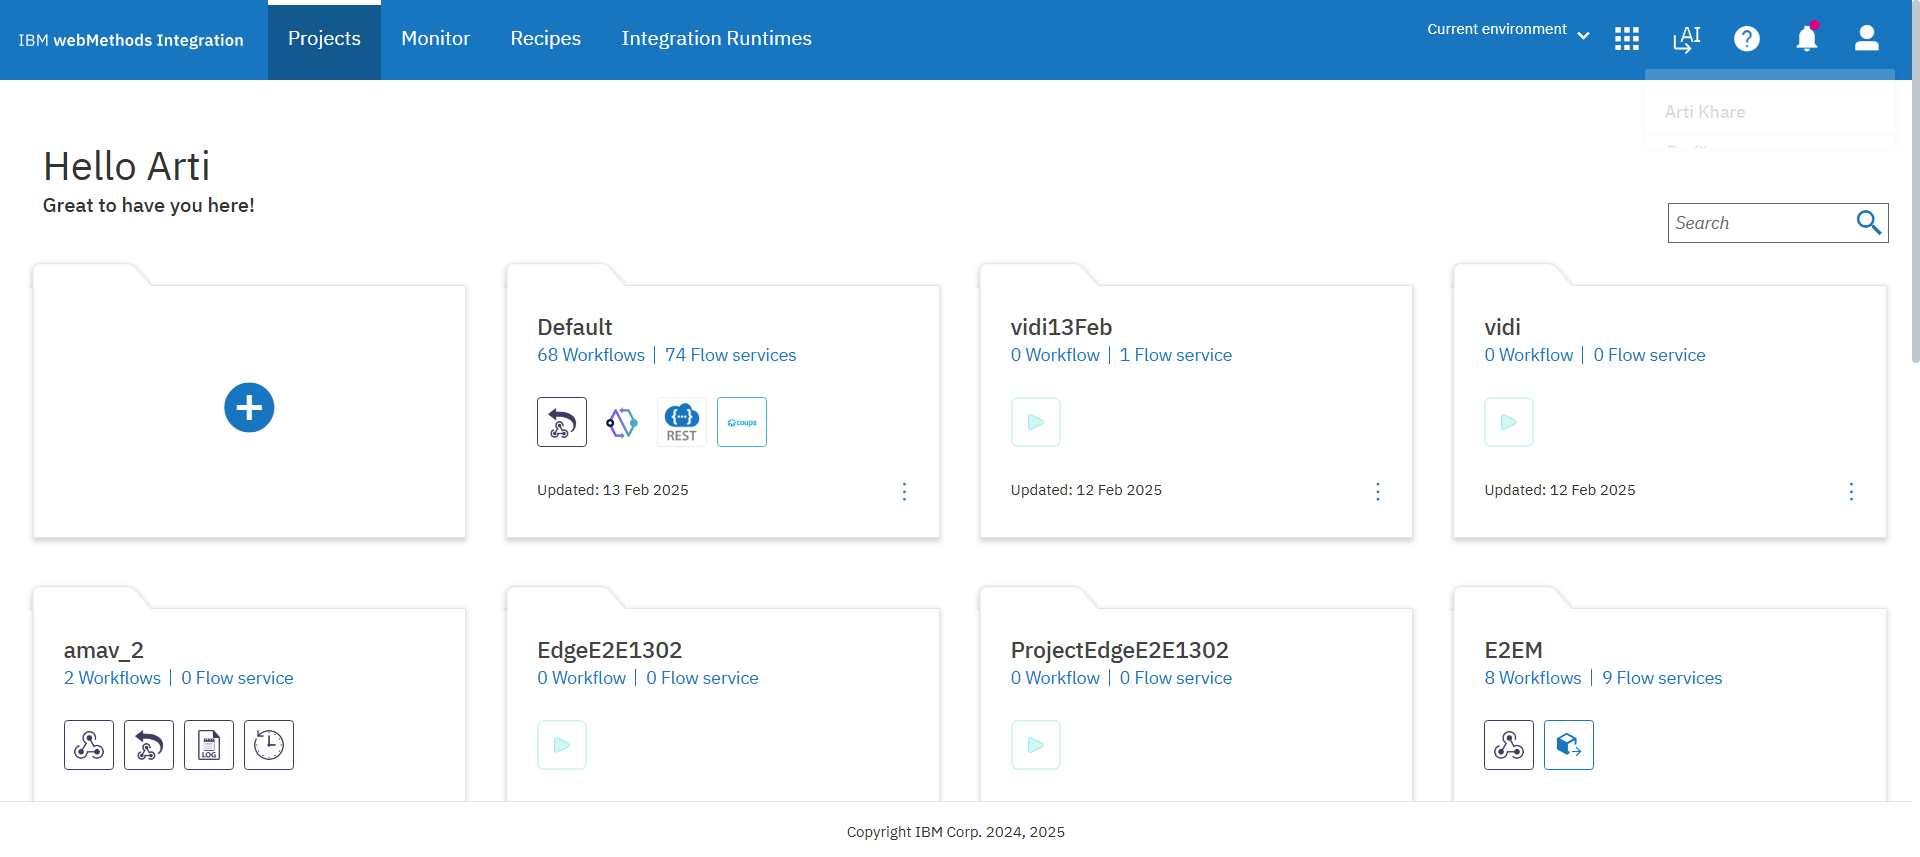 IBM webMethods Integration
Projects
Monitor
Recipes
Integration Runtimes
Current environment
AI
?
Arti Khare
Hello Arti
Great to have you here!
Search
Default
68 Workflows | 74 Flow services
REST
coupa
Updated: 13 Feb 2025
vidi13Feb
0 Workflow | 1 Flow service
Updated: 12 Feb 2025
vidi
0 Workflow | 0 Flow service
Updated: 12 Feb 2025
amav_2
2 Workflows | 0 Flow service
LOG
EdgeE2E1302
0 Workflow | 0 Flow service
ProjectEdgeE2E1302
0 Workflow | 0 Flow service
E2EM
8 Workflows | 9 Flow services
Copyright IBM Corp. 2024, 2025